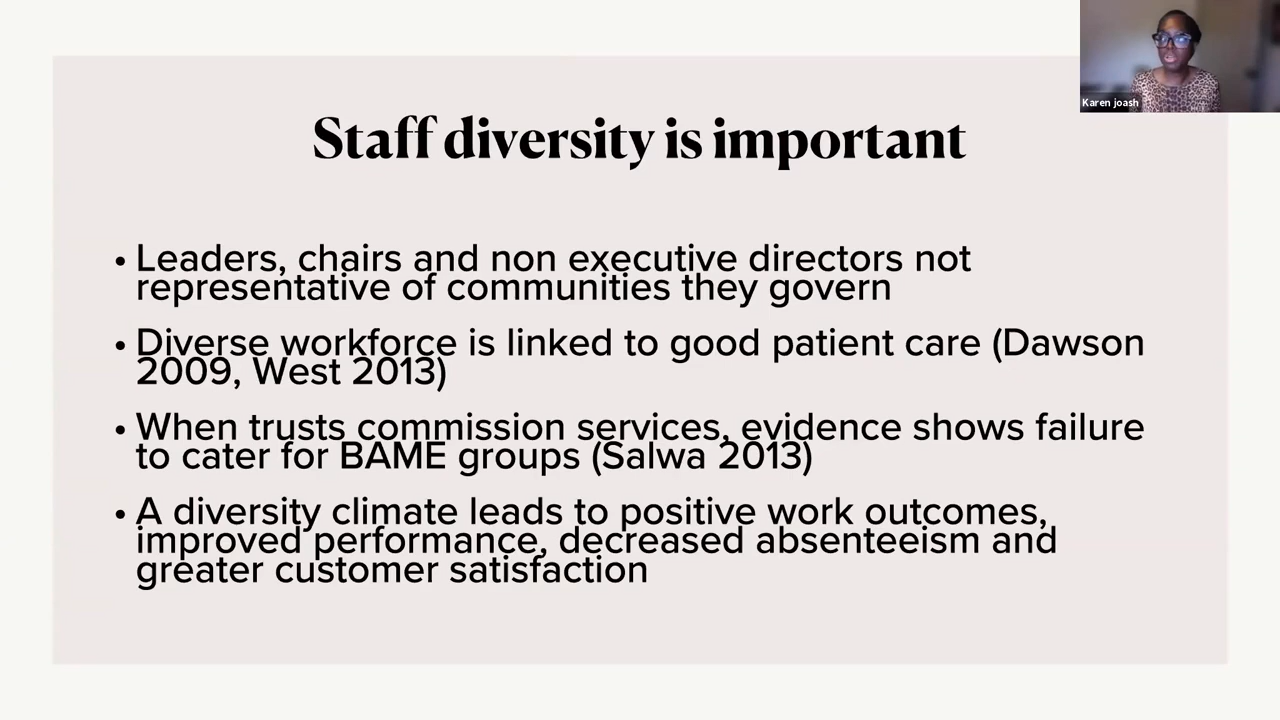 Karen joash
Staff diversity is important
• Leaders, chairs and non executive directors not
representative of communities they govern
• Diverse workforce is linked to good patient care (Dawson
2009, West 2013)
• When trusts commission services, evidence shows failure
to cater for BAME groups (Salwa 2013)
• A diversity climate leads to positive work outcomes,
improved performance, decreased absenteeism and
greater customer satisfaction